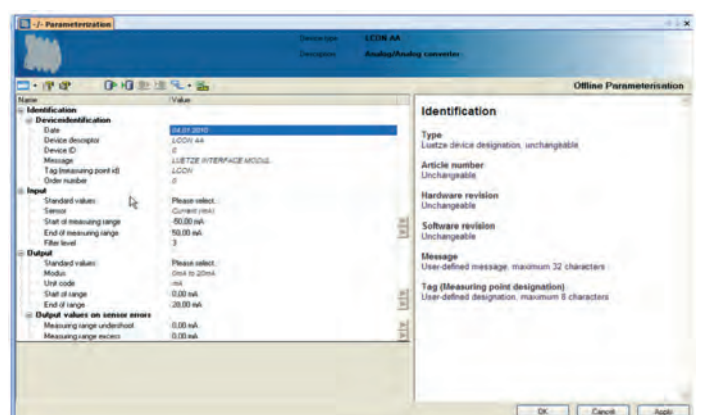 -/- Parameterization
Device type LCON AA
Description Analog/Analog converter
Offline Parameterisation
Name Value
Identification
Deviceidentification
Date 04.01.2010
Device descriptor LCON AA
Device ID 0
Message LUETZE INTERFACE MODUL
Tag (measuring point id) LCON
Order number 0
Input
Standard values Please select..
Sensor Current (mA)
Start of measuring range -50,00 mA
End of measuring range 50,00 mA
Filter level 3
Output
Standard values Please select..
Modus 0mA to 20mA
Unit code mA
Start of range 0,00 mA
End of range 20,00 mA
Output values on sensor errors
Measuring range undershoot 0,00 mA
Measuring range excess 0,00 mA
Identification
Type
Luetze device designation, unchangeable
Article number
Unchangeable
Hardware revision
Unchangeable
Software revision
Unchangeable
Message
User-defined message, maximum 32 characters
Tag (Measuring point designation)
User-defined designation, maximum 8 characters
OK Cancel Apply